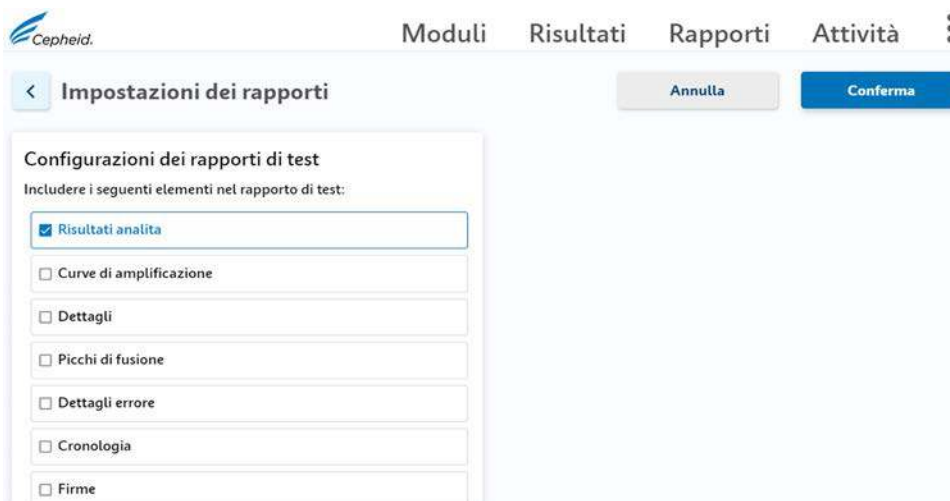 Cepheid.
Moduli Risultati Rapporti Attività
Impostazioni dei rapporti
Annulla
Conferma
Configurazioni dei rapporti di test
Includere i seguenti elementi nel rapporto di test:
Risultati analita
Curve di amplificazione
Dettagli
Picchi di fusione
Dettagli errore
Cronologia
Firme